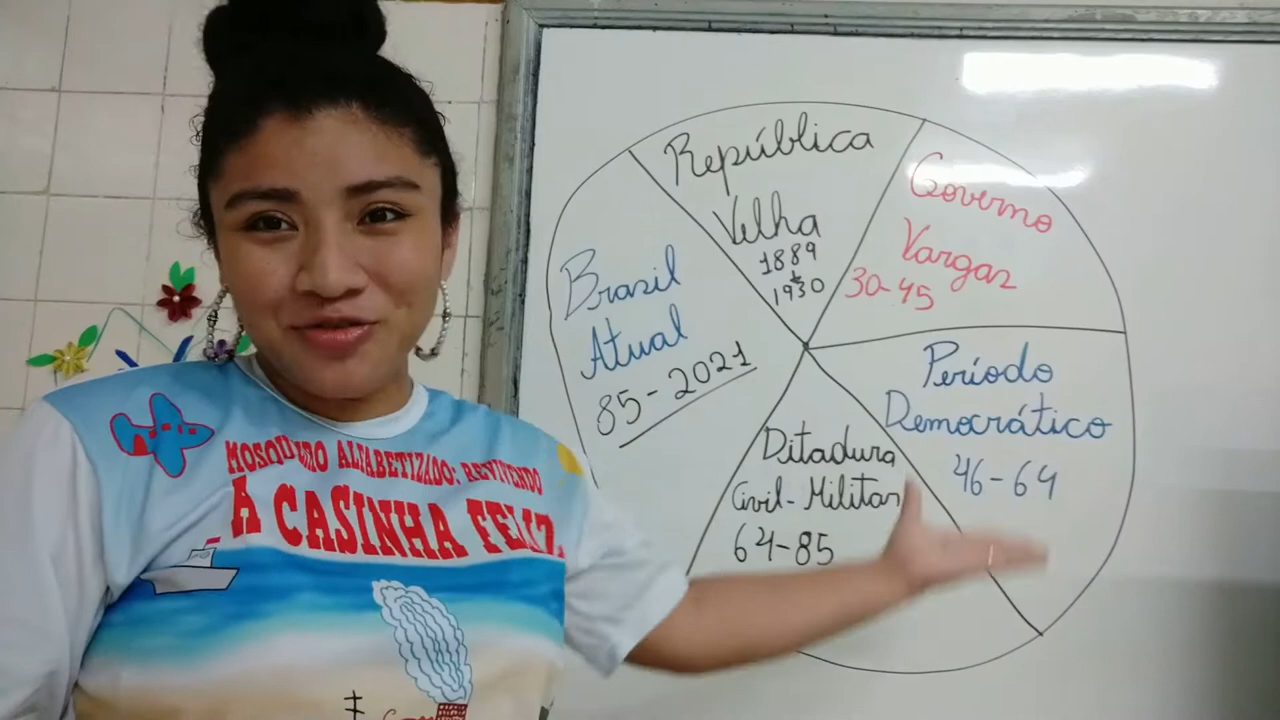 República
Velha
1889
a
1930
Governo
Vargas
30-45
Período
Democrático
46-64
Ditadura
Civil-Militar
64-85
Brasil
Atual
85-2021
MOSQUEIRO ALFABETIZADO: REVIVENDO
A CASINHA FELIZ